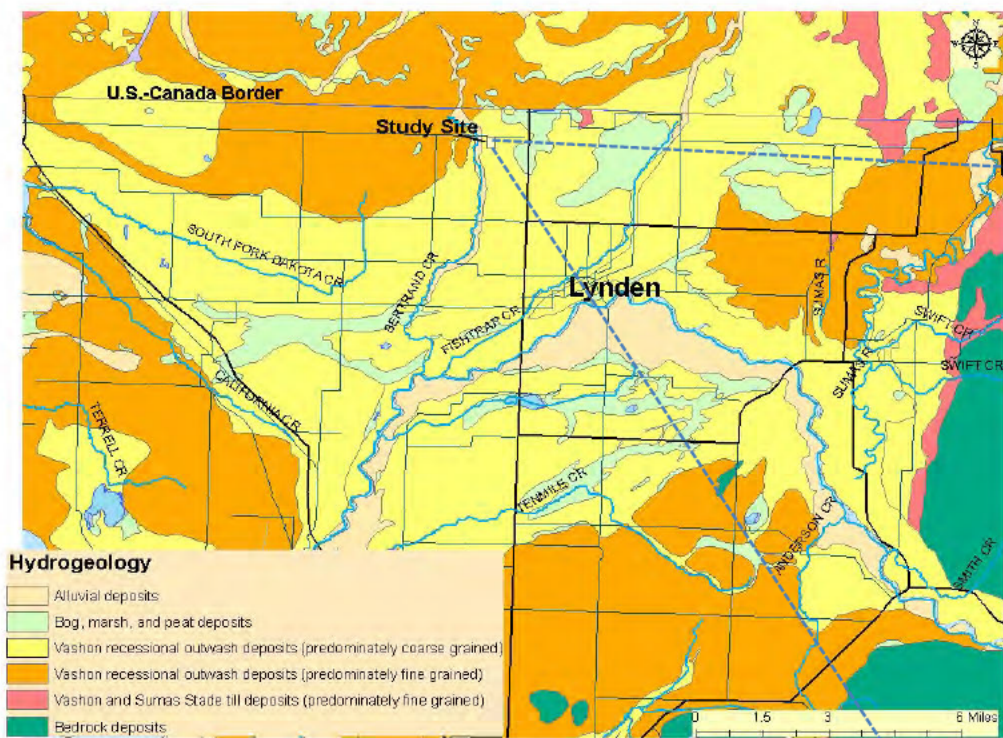 U.S.-Canada Border
Study Site
SOUTH FORK DAKOTA CR
BERTRAND CR
FISHTRAP CR
Lynden
SUMAS R
SWIFT CR
SUMAS R
SWIFT CR
CALIFORNIA CR
TERRELL CR
TENMILE CR
ANDERSON CR
SMITH CR
Hydrogeology
Alluvial deposits
Bog, marsh, and peat deposits
Vashon recessional outwash deposits (predominately coarse grained)
Vashon recessional outwash deposits (predominately fine grained)
Vashon and Sumas Stade till deposits (predominately fine grained)
Bedrock deposits
0 1.5 3 6 Miles